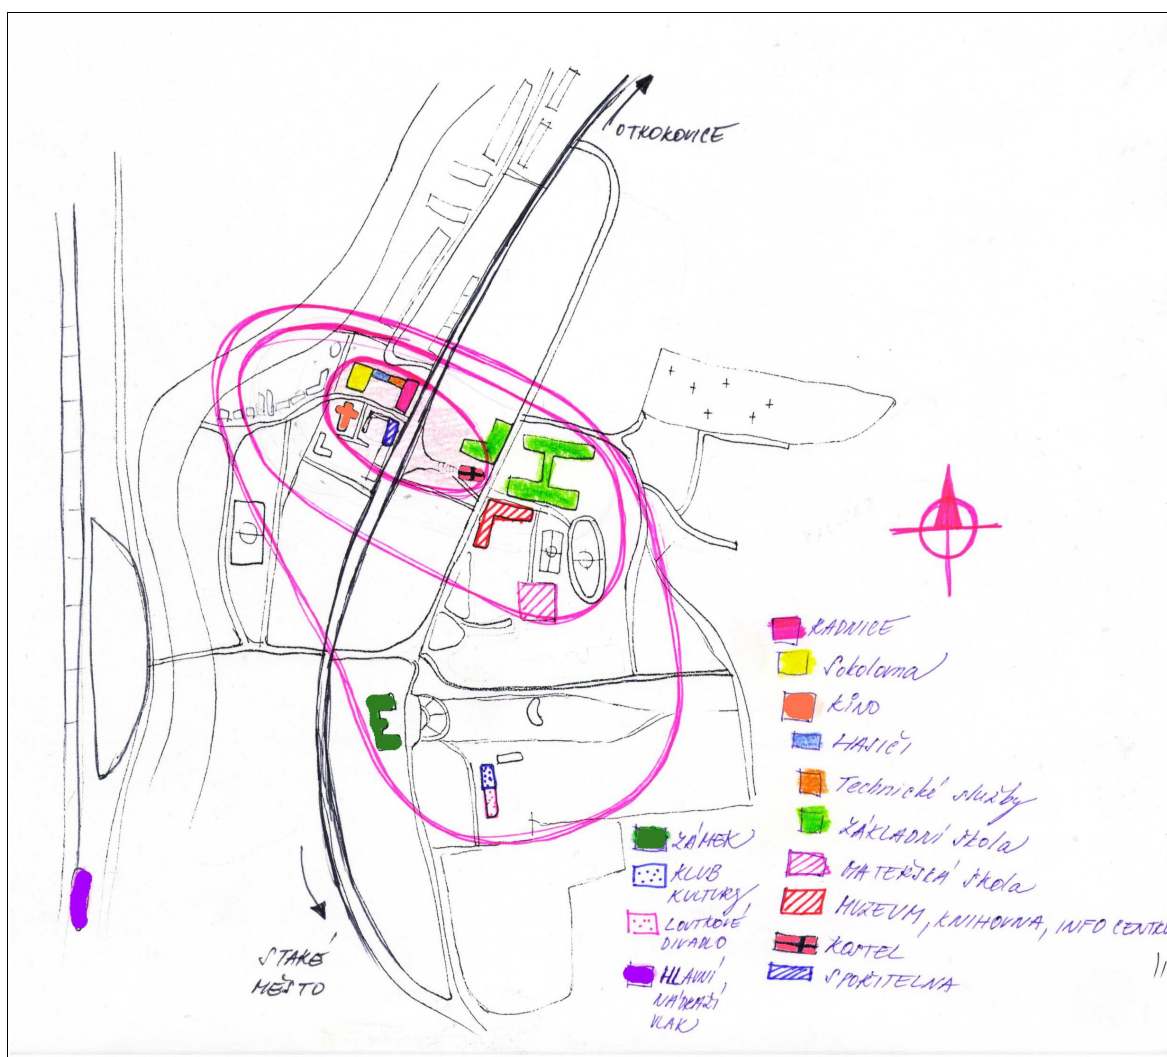 OTROKOVICE
RADNICE
Sokolovna
KINO
HASIČI
Technické služby
ZÁKLADNÍ škola
MATEŘSKÁ škola
MUZEUM, KNIHOVNA, INFO CENTRU
KOSTEL
SPOŘITELNA
ZÁMEK
KLUB
KULTURY
LOUTKOVÉ
DIVADLO
HLAVNÍ
NÁDRAŽÍ
VLAK
STARÉ
MĚSTO